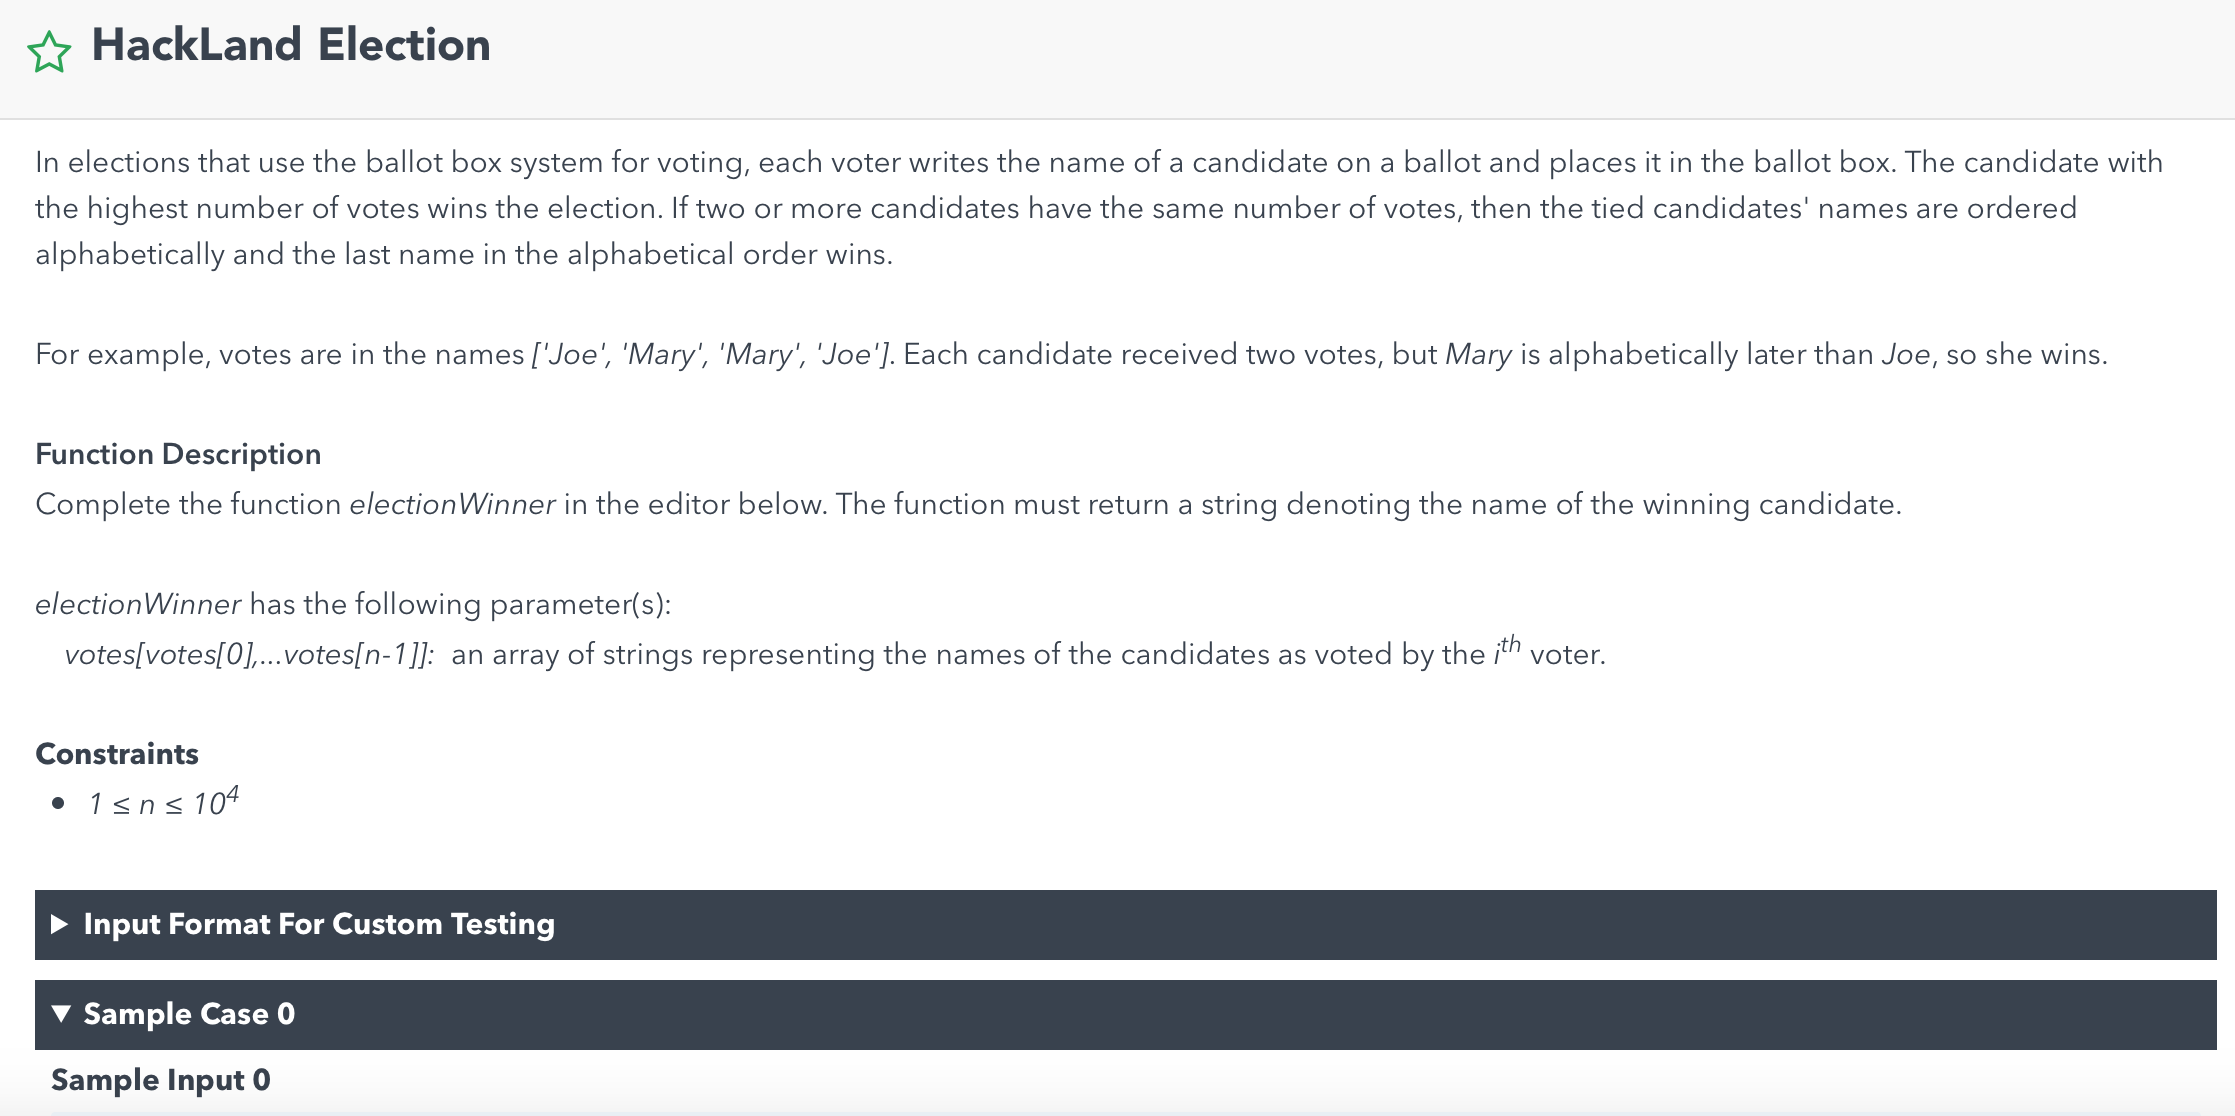 HackLand Election
In elections that use the ballot box system for voting, each voter writes the name of a candidate on a ballot and places it in the ballot box. The candidate with
the highest number of votes wins the election. If two or more candidates have the same number of votes, then the tied candidates' names are ordered
alphabetically and the last name in the alphabetical order wins.
For example, votes are in the names ['Joe', 'Mary', 'Mary', 'Joe']. Each candidate received two votes, but Mary is alphabetically later than Joe, so she wins.
Function Description
Complete the function electionWinner in the editor below. The function must return a string denoting the name of the winning candidate.
electionWinner has the following parameter(s):
votes[votes[0],...votes[n-1]]: an array of strings representing the names of the candidates as voted by the ith voter.
Constraints
• 1 ≤ n ≤ 10^4
Input Format For Custom Testing
Sample Case 0
Sample Input 0